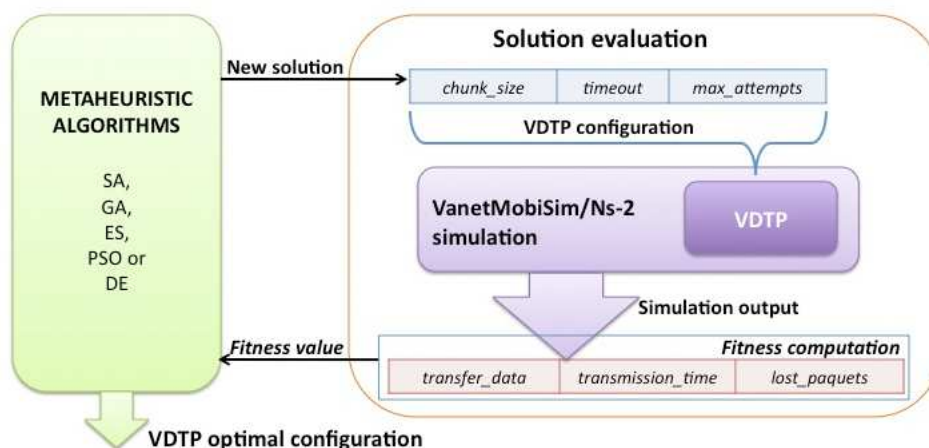 Solution evaluation
New solution
chunk_size
timeout
max_attempts
METAHEURISTIC
ALGORITHMS
VDTP configuration
SA,
GA,
ES,
PSO or
DE
VanetMobiSim/Ns-2
simulation
VDTP
Simulation output
Fitness value
Fitness computation
transfer_data
transmission_time
lost_paquets
VDTP optimal configuration